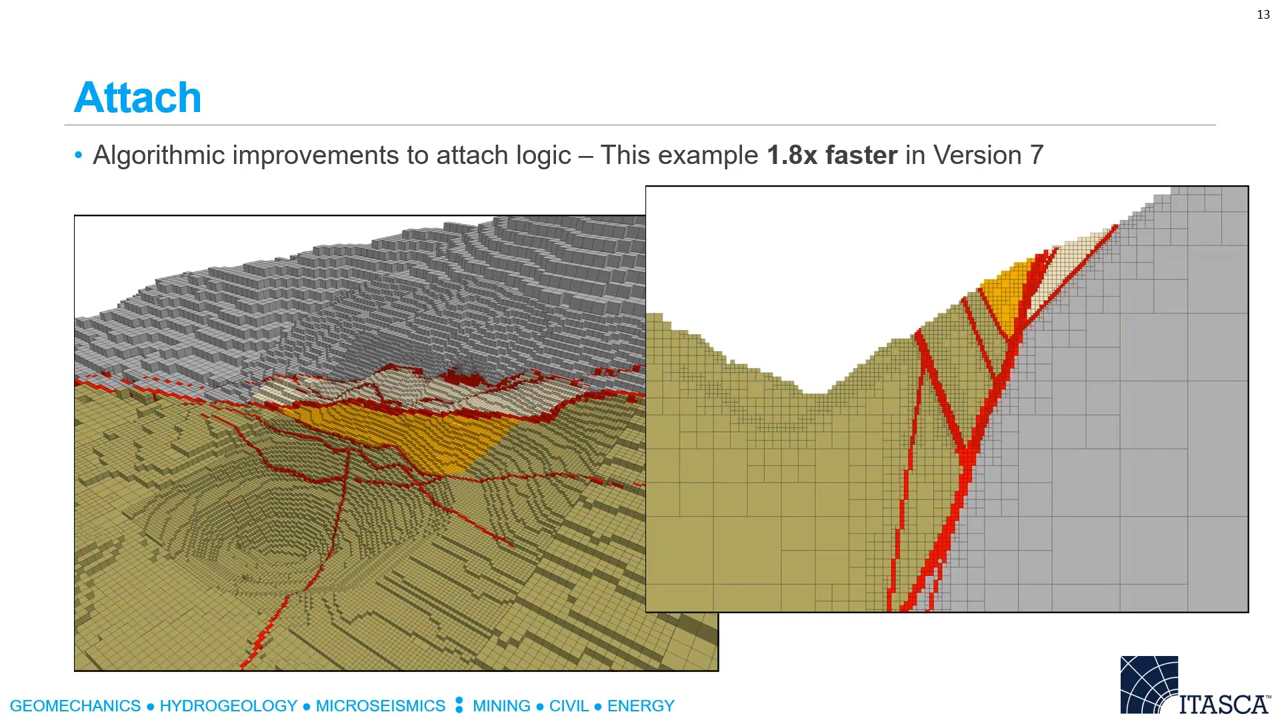 13
Attach
• Algorithmic improvements to attach logic – This example 1.8x faster in Version 7
GEOMECHANICS ● HYDROGEOLOGY ● MICROSEISMICS ● MINING ● CIVIL ● ENERGY
ITASCA™